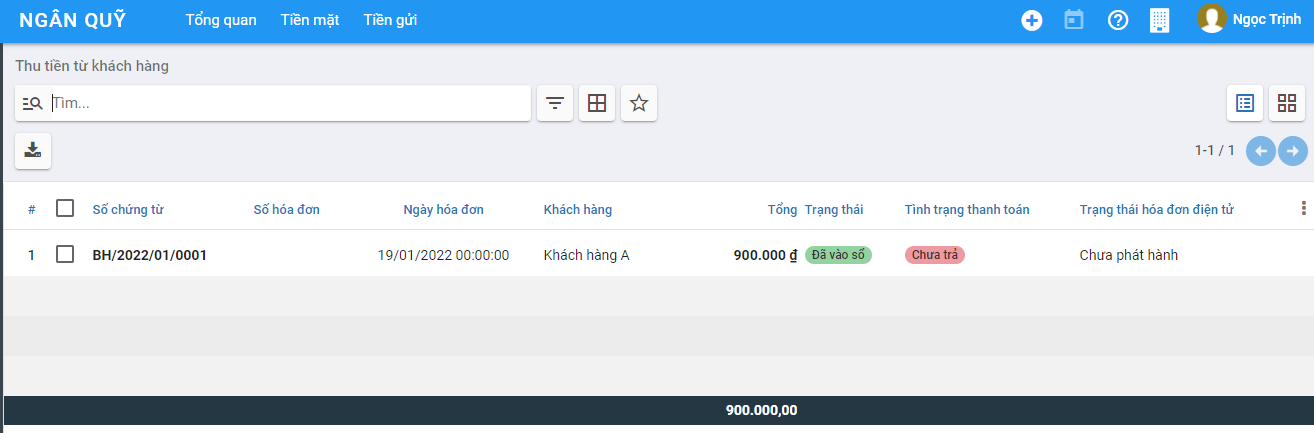 NGÂN QUỸ Tổng quan Tiền mặt Tiền gửi Ngọc Trịnh
Thu tiền từ khách hàng
Tìm...
1-1 / 1
# Số chứng từ Số hóa đơn Ngày hóa đơn Khách hàng Tổng Trạng thái Tình trạng thanh toán Trạng thái hóa đơn điện tử
1 BH/2022/01/0001 19/01/2022 00:00:00 Khách hàng A 900.000 ₫ Đã vào sổ Chưa trả Chưa phát hành
900.000,00